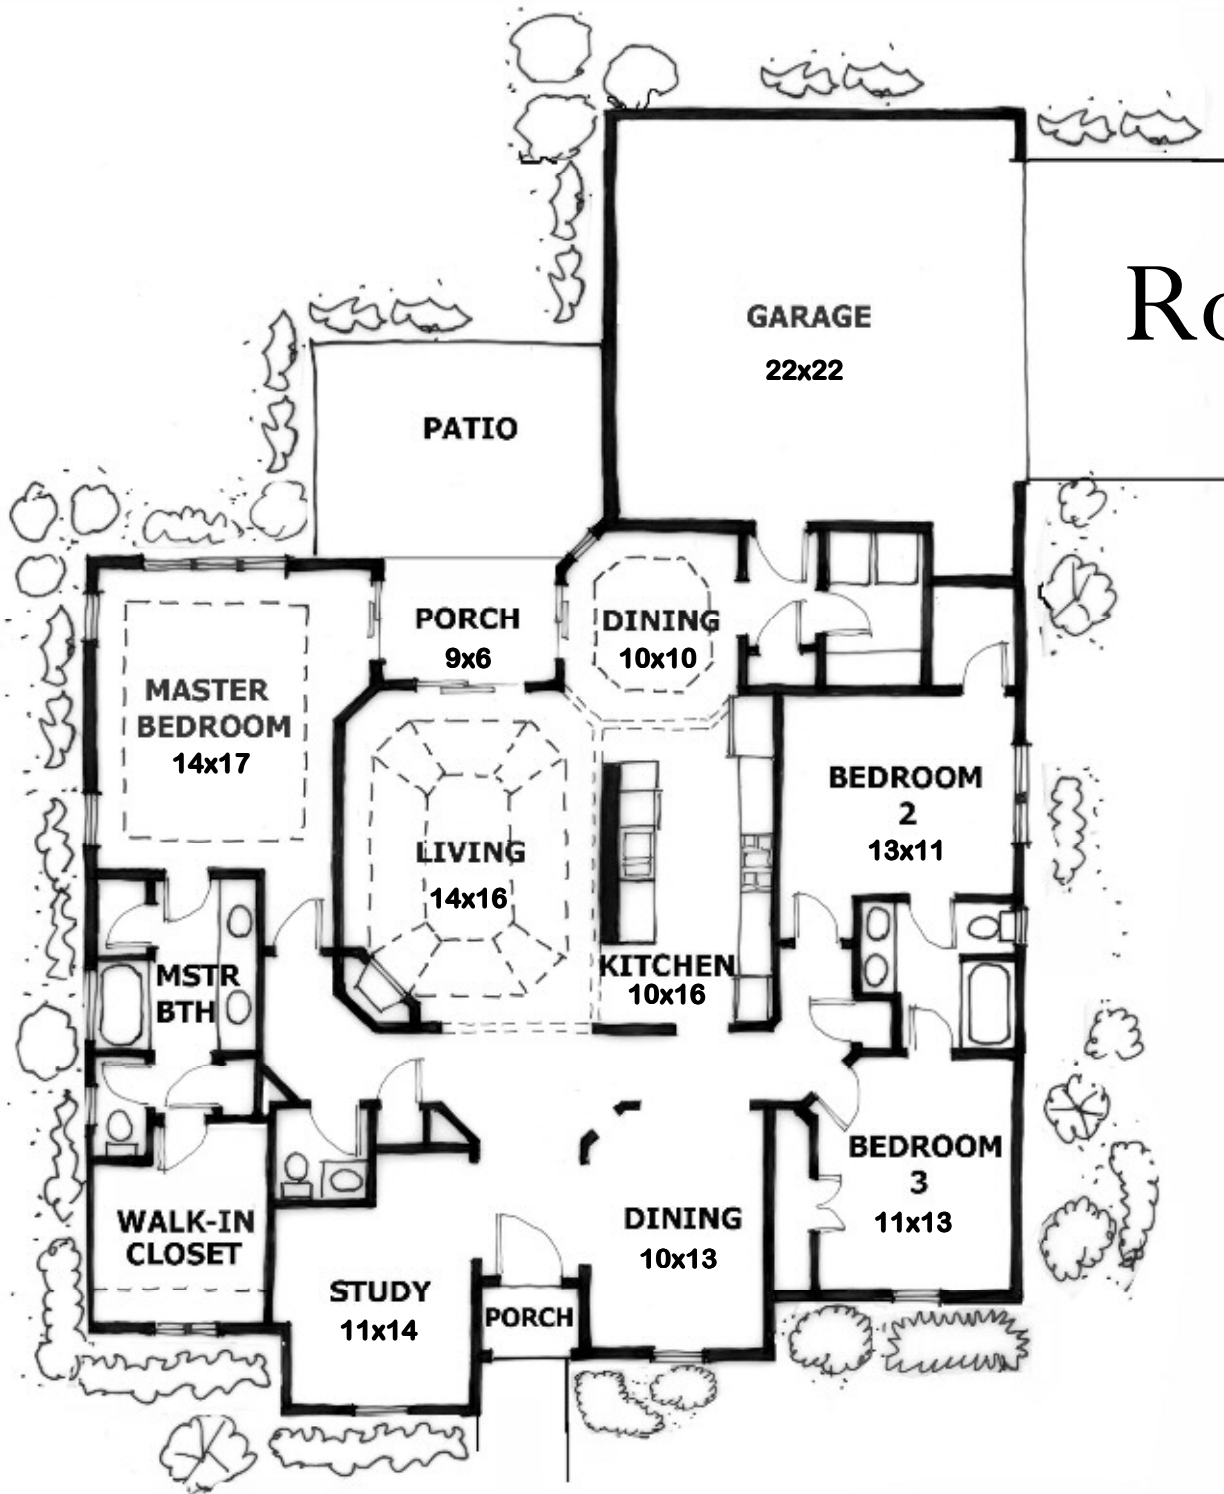 GARAGE
22x22
Ro
PATIO
PORCH
9x6
DINING
10x10
MASTER
BEDROOM
14x17
BEDROOM
2
13x11
LIVING
14x16
KITCHEN
10x16
MSTR
BTH
BEDROOM
3
11x13
WALK-IN
CLOSET
DINING
10x13
STUDY
11x14
PORCH